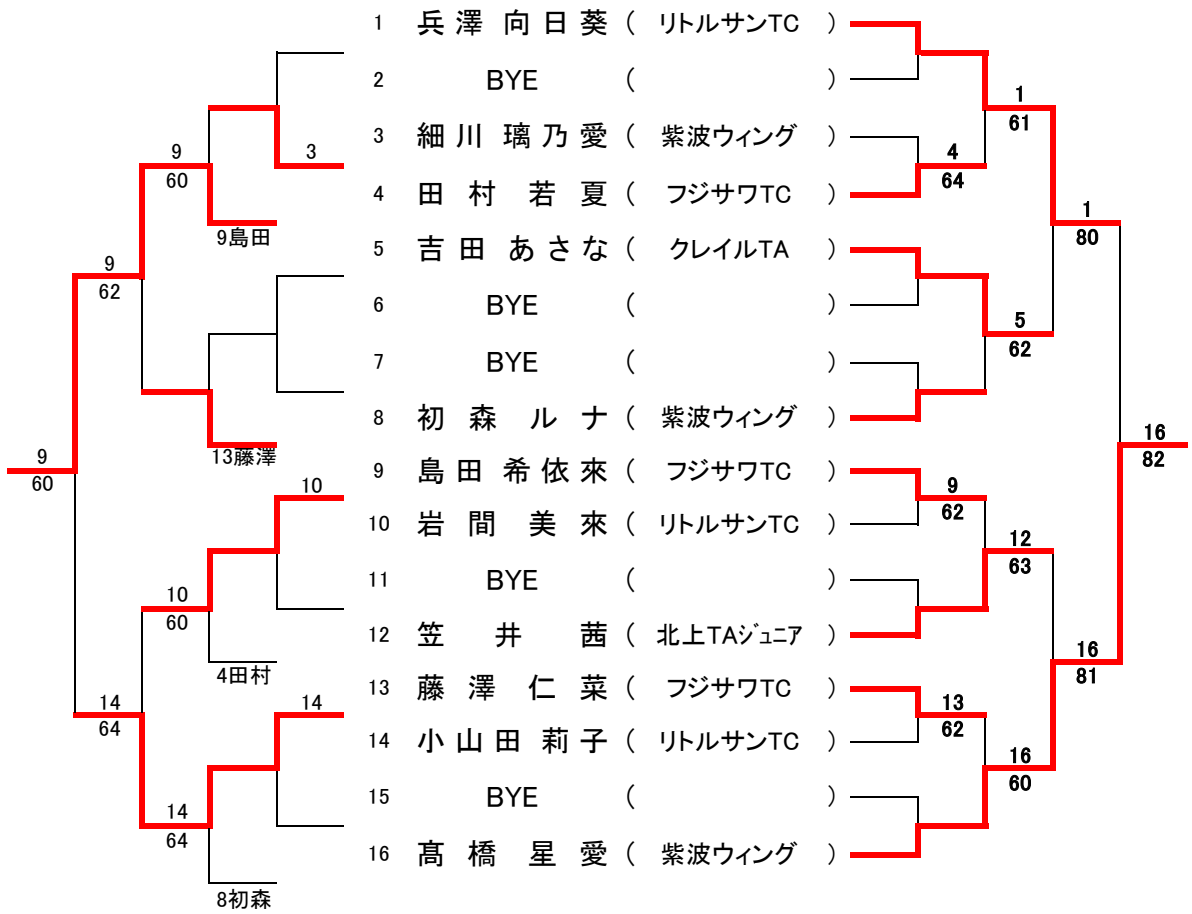 1 兵澤 向日葵 ( リトルサンTC )
2 BYE ( )
3 細川 璃乃愛 ( 紫波ウィング )
4 田村 若夏 ( フジサワTC )
5 吉田 あさな ( クレイルTA )
6 BYE ( )
7 BYE ( )
8 初森 ルナ ( 紫波ウィング )
9 島田 希依來 ( フジサワTC )
10 岩間 美來 ( リトルサンTC )
11 BYE ( )
12 笠井 茜 ( 北上TAジュニア )
13 藤澤 仁菜 ( フジサワTC )
14 小山田 莉子 ( リトルサンTC )
15 BYE ( )
16 髙橋 星愛 ( 紫波ウィング )
3
9
60
9島田
9
62
13藤澤
9
60
10
10
60
4田村
14
64
14
14
64
8初森
4
64
1
61
5
62
1
80
9
62
12
63
13
62
16
60
16
81
16
82